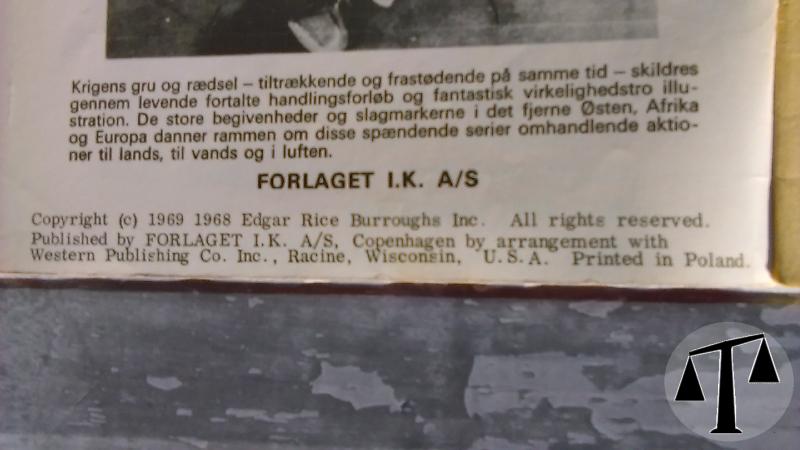 Krigens gru og rædsel – tiltrækkende og frastødende på samme tid – skildres
gennem levende fortalte handlingsforløb og fantastisk virkelighedstro illu-
stration. De store begivenheder og slagmarkerne i det fjerne Østen, Afrika
og Europa danner rammen om disse spændende serier omhandlende aktio-
ner til lands, til vands og i luften.
FORLAGET I.K. A/S
Copyright (c) 1969 1968 Edgar Rice Burroughs Inc. All rights reserved.
Published by FORLAGET I.K. A/S, Copenhagen by arrangement with
Western Publishing Co. Inc., Racine, Wisconsin, U.S.A. Printed in Poland.